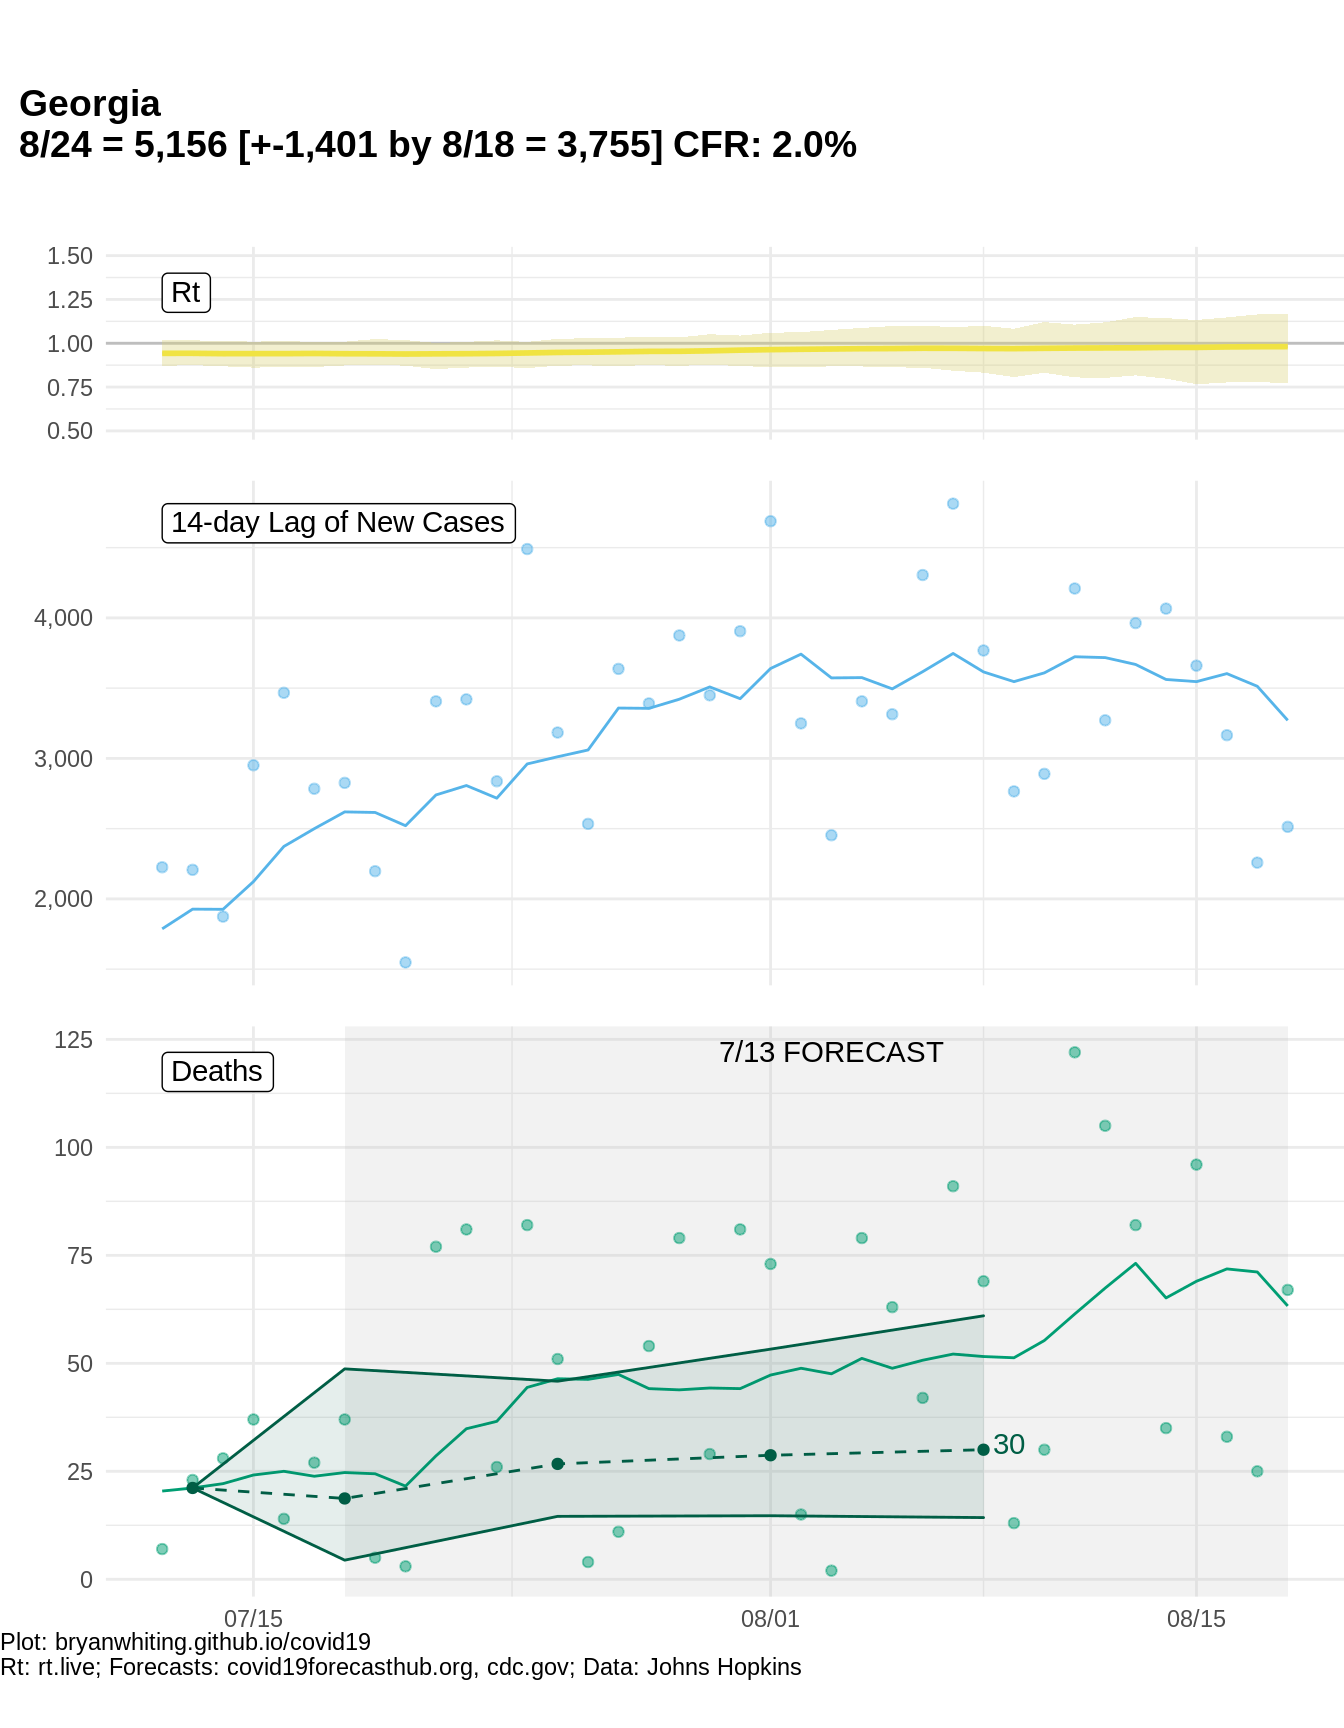 Georgia
8/24 = 5,156 [+-1,401 by 8/18 = 3,755] CFR: 2.0%
1.50
Rt
1.25
1.00
0.75
0.50
14-day Lag of New Cases
4,000
3,000
2,000
125
7/13 FORECAST
Deaths
100
75
50
30
25
0
07/15
08/01
08/15
Plot: bryanwhiting.github.io/covid19
Rt: rt.live; Forecasts: covid19forecasthub.org, cdc.gov; Data: Johns Hopkins